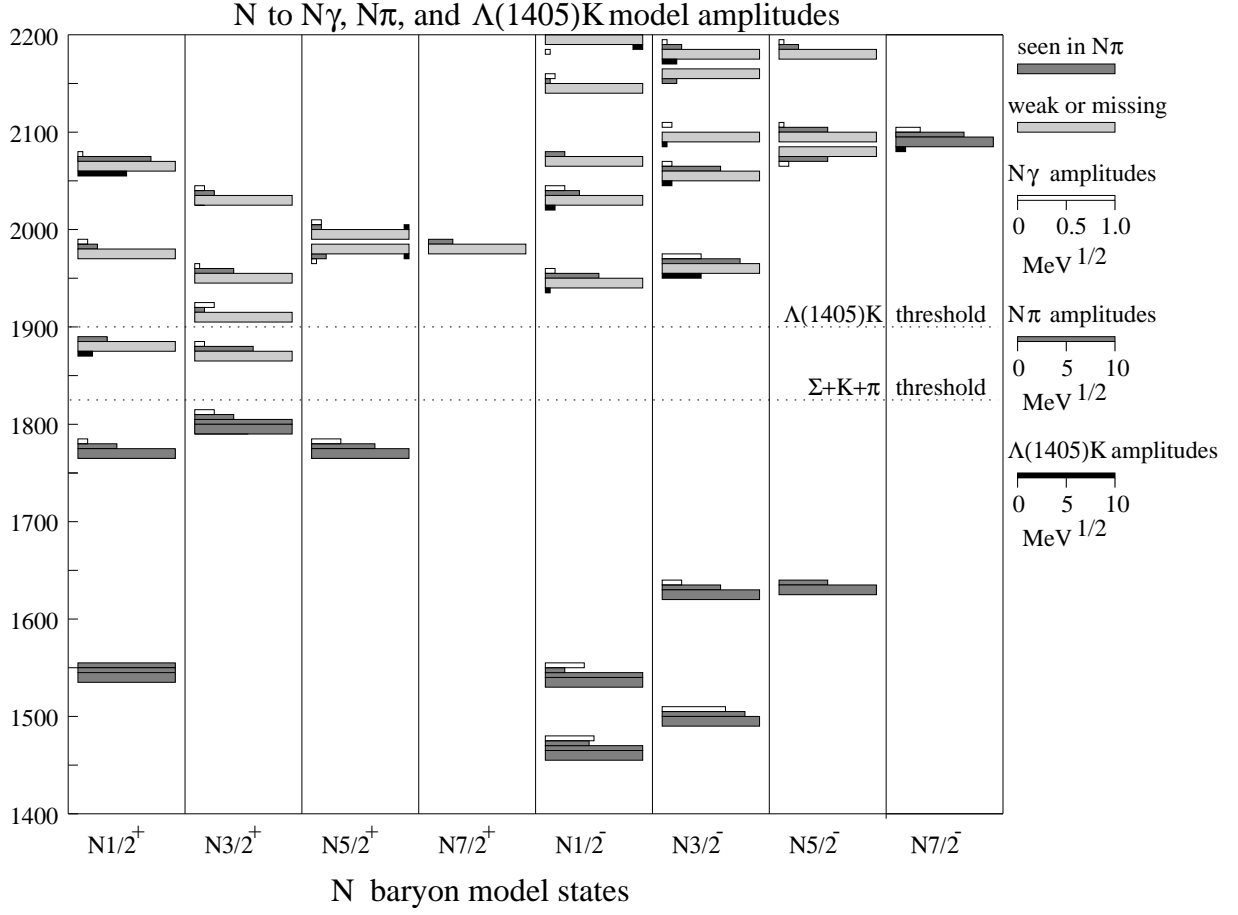 N to Nγ, Nπ, and Λ(1405)K model amplitudes
2200
2100
2000
1900
1800
1700
1600
1500
1400
Λ(1405)K threshold
Σ+K+π threshold
N1/2+
N3/2+
N5/2+
N7/2+
N1/2-
N3/2-
N5/2-
N7/2-
N baryon model states
seen in Nπ
weak or missing
Nγ amplitudes
0 0.5 1.0
MeV 1/2
Nπ amplitudes
0 5 10
MeV 1/2
Λ(1405)K amplitudes
0 5 10
MeV 1/2